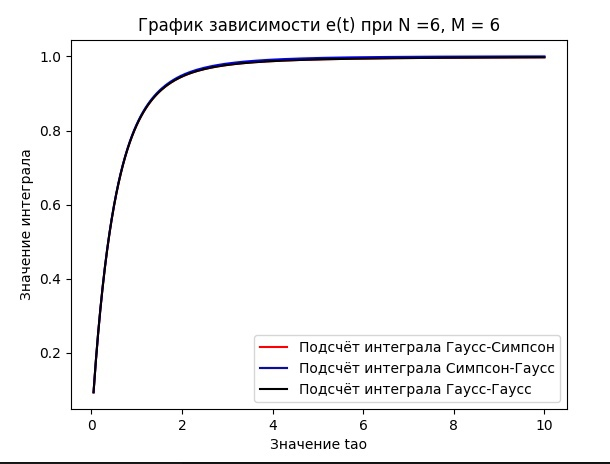 График зависимости e(t) при N =6, M = 6
Значение интеграла
1.0
0.8
0.6
0.4
0.2
Подсчёт интеграла Гаусс-Симпсон
Подсчёт интеграла Симпсон-Гаусс
Подсчёт интеграла Гаусс-Гаусс
0 2 4 6 8 10
Значение tao